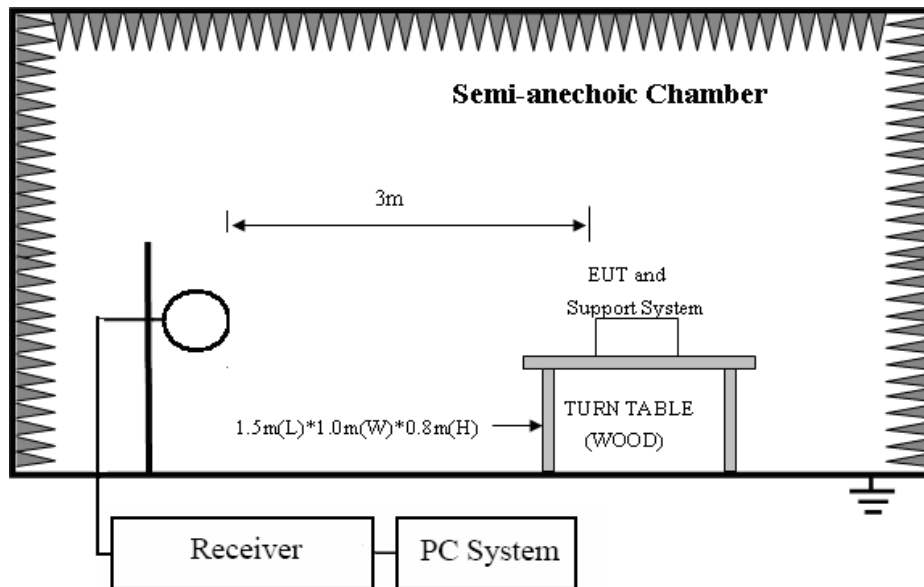 Semi-anechoic Chamber
3m
EUT and
Support System
1.5m(L)*1.0m(W)*0.8m(H)
TURN TABLE
(WOOD)
Receiver
PC System